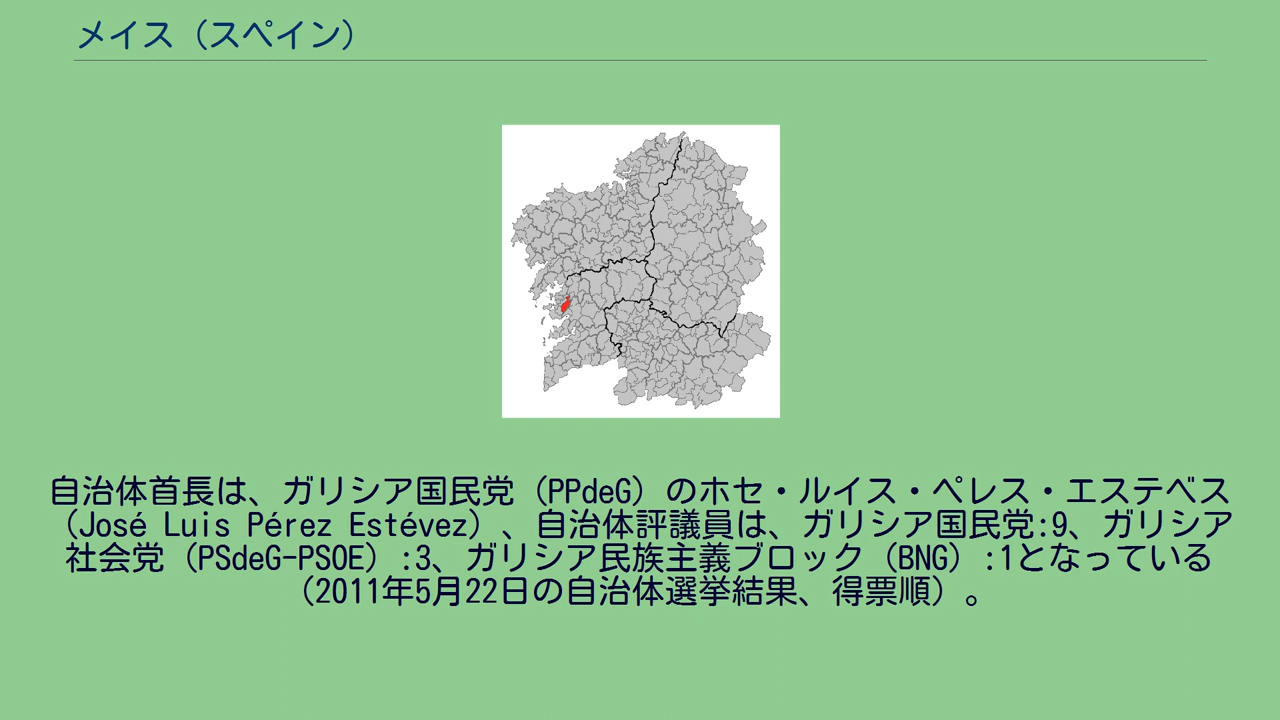 メイス（スペイン）
自治体首長は、ガリシア国民党（PPdeG）のホセ・ルイス・ペレス・エステベス
（José Luis Pérez Estévez）、自治体評議員は、ガリシア国民党:9、ガリシア
社会党（PSdeG-PSOE）:3、ガリシア民族主義ブロック（BNG）:1となっている
（2011年5月22日の自治体選挙結果、得票順）。